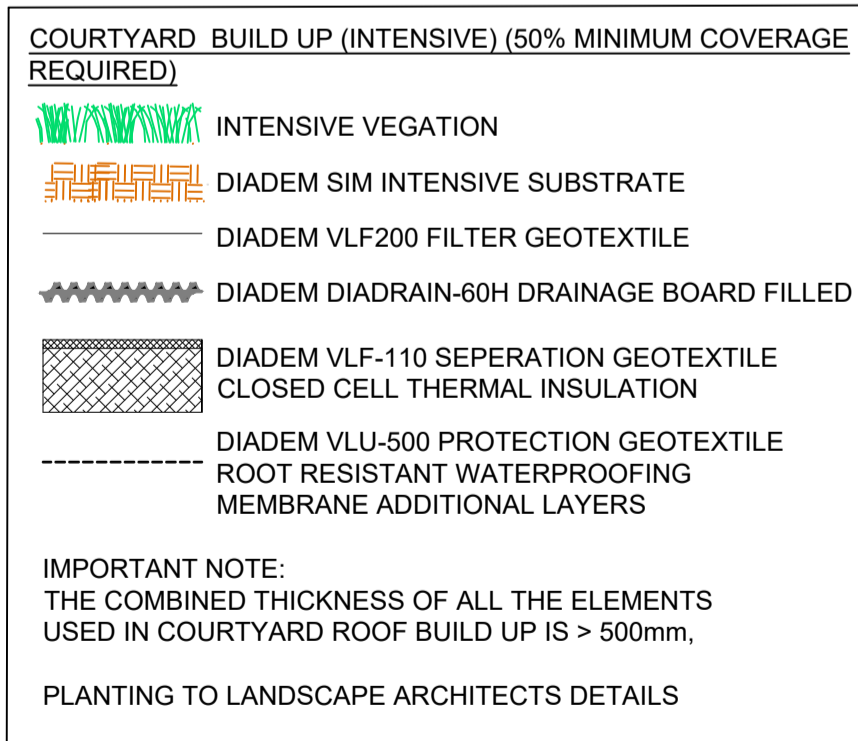 COURTYARD BUILD UP (INTENSIVE) (50% MINIMUM COVERAGE
REQUIRED)
INTENSIVE VEGATION
DIADEM SIM INTENSIVE SUBSTRATE
DIADEM VLF200 FILTER GEOTEXTILE
DIADEM DIADRAIN-60H DRAINAGE BOARD FILLED
DIADEM VLF-110 SEPERATION GEOTEXTILE
CLOSED CELL THERMAL INSULATION
DIADEM VLU-500 PROTECTION GEOTEXTILE
ROOT RESISTANT WATERPROOFING
MEMBRANE ADDITIONAL LAYERS
IMPORTANT NOTE:
THE COMBINED THICKNESS OF ALL THE ELEMENTS
USED IN COURTYARD ROOF BUILD UP IS > 500mm,
PLANTING TO LANDSCAPE ARCHITECTS DETAILS